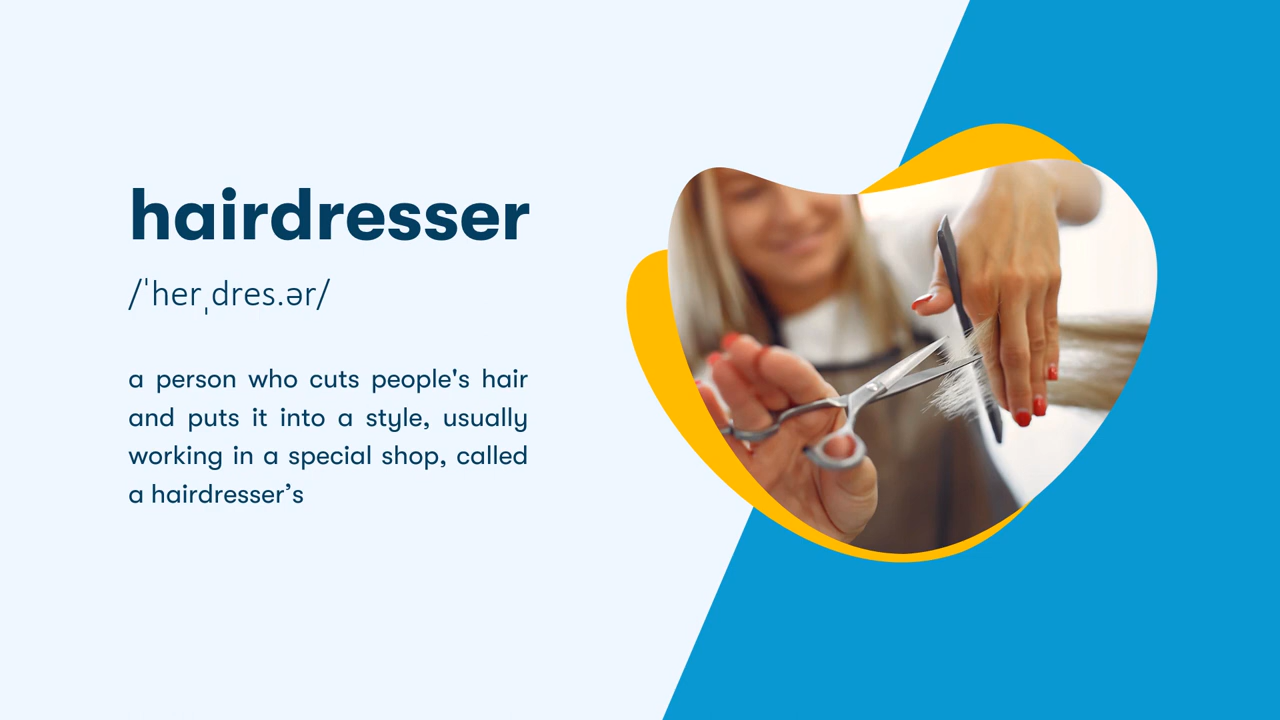 hairdresser
/ˈherˌdres.ər/
a person who cuts people's hair
and puts it into a style, usually
working in a special shop, called
a hairdresser’s